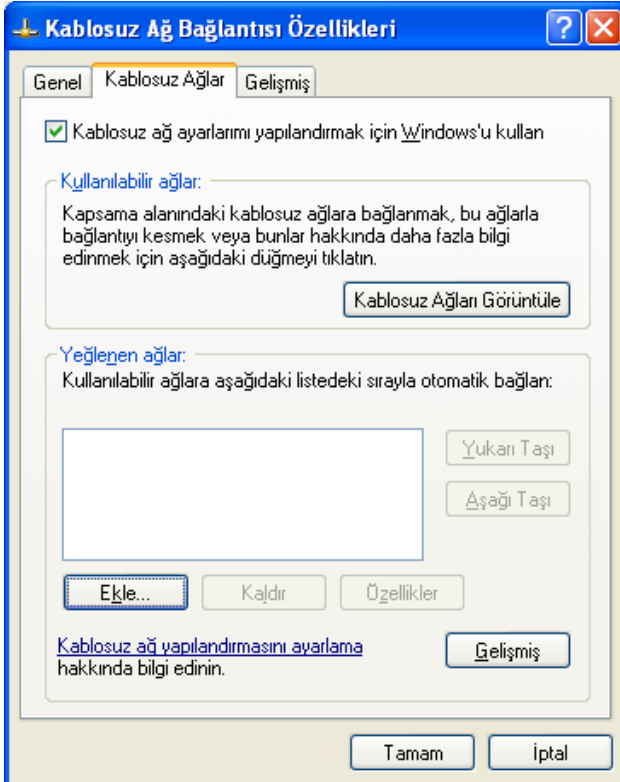 Kablosuz Ağ Bağlantısı Özellikleri
Genel Kablosuz Ağlar Gelişmiş
Kablosuz ağ ayarlarımı yapılandırmak için Windows'u kullan
Kullanılabilir ağlar:
Kapsama alanındaki kablosuz ağlara bağlanmak, bu ağlarla
bağlantıyı kesmek veya bunlar hakkında daha fazla bilgi
edinmek için aşağıdaki düğmeyi tıklatın.
Kablosuz Ağları Görüntüle
Yeğlenen ağlar:
Kullanılabilir ağlara aşağıdaki listedeki sırayla otomatik bağlan:
Yukarı Taşı
Aşağı Taşı
Ekle... Kaldır Özellikler
Kablosuz ağ yapılandırmasını ayarlama
hakkında bilgi edinin.
Gelişmiş
Tamam İptal